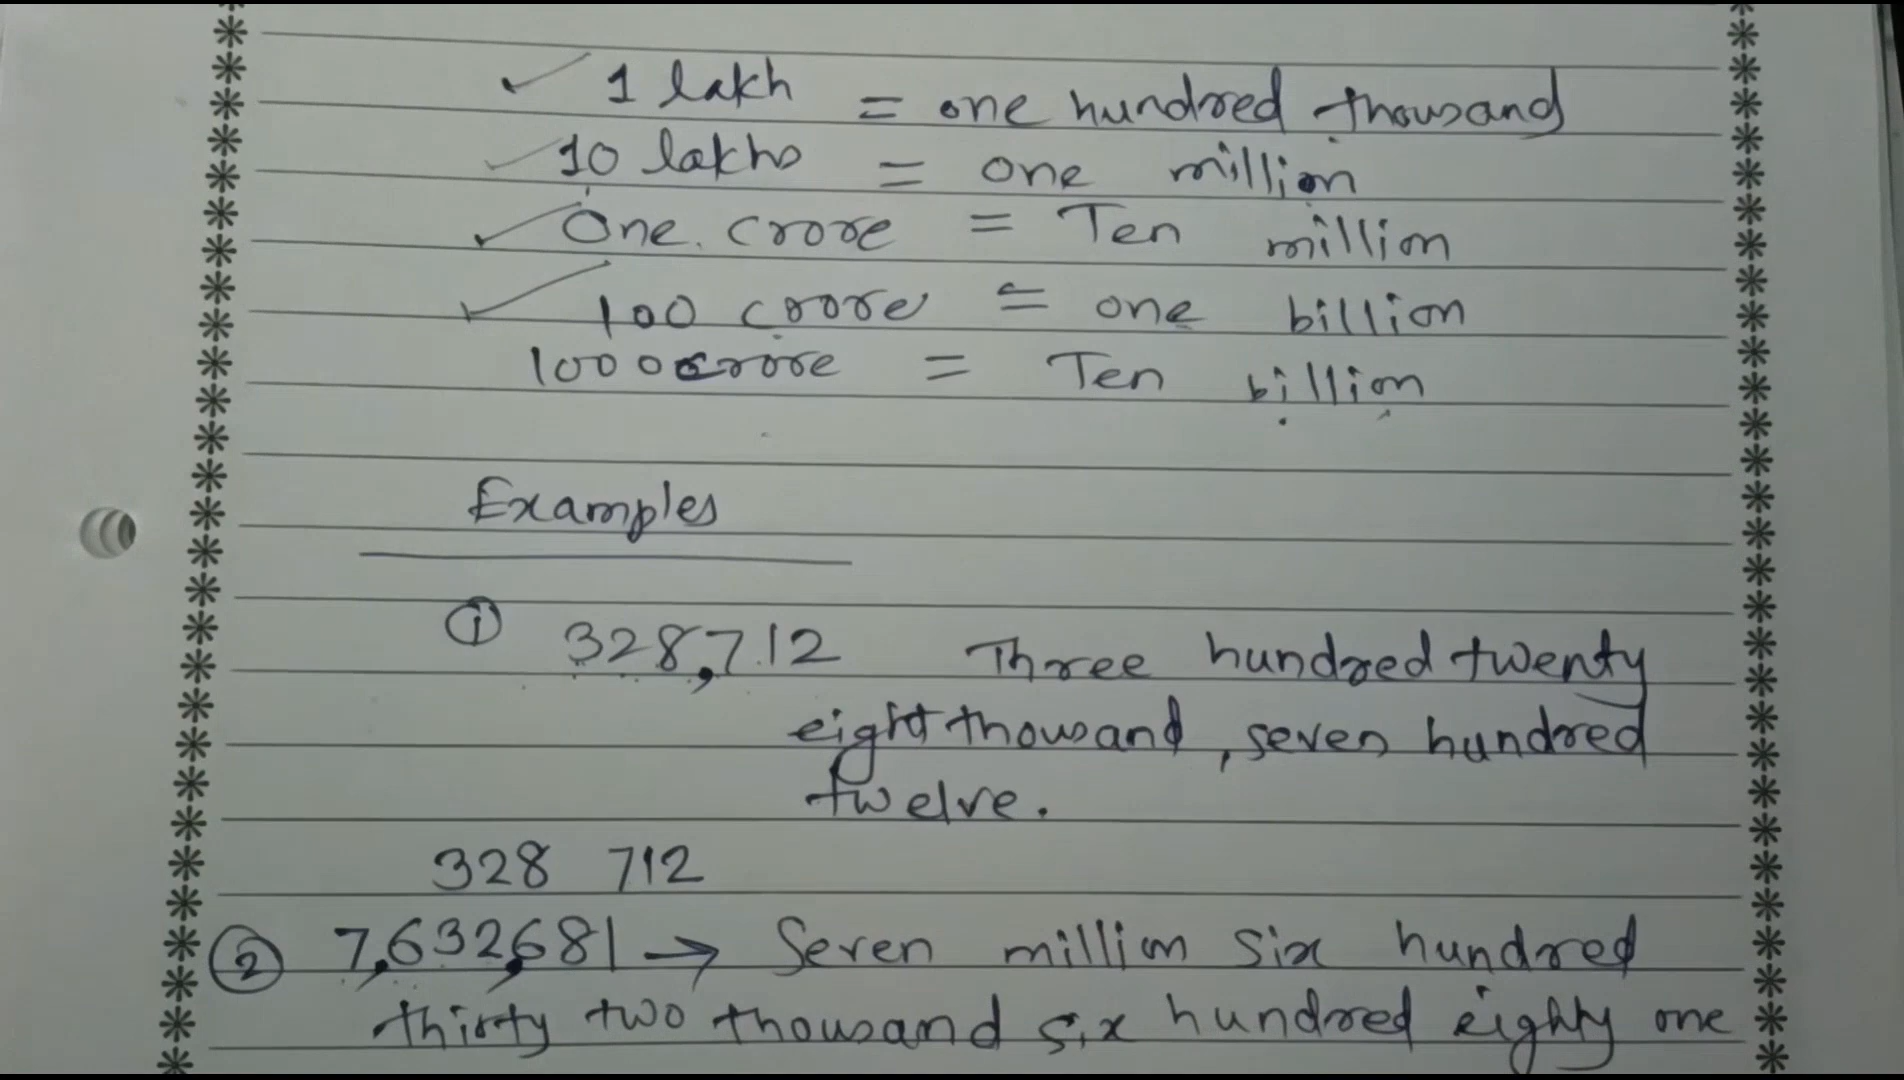 1 lakh = one hundred thousand
10 lakhs = one million
One crore = Ten million
100 crore = one billion
1000 crore = Ten billion
Examples
① 328,712 Three hundred twenty
eight thousand, seven hundred
twelve.
328 712
② 7,632,681 → Seven million six hundred
thirty two thousand six hundred eighty one